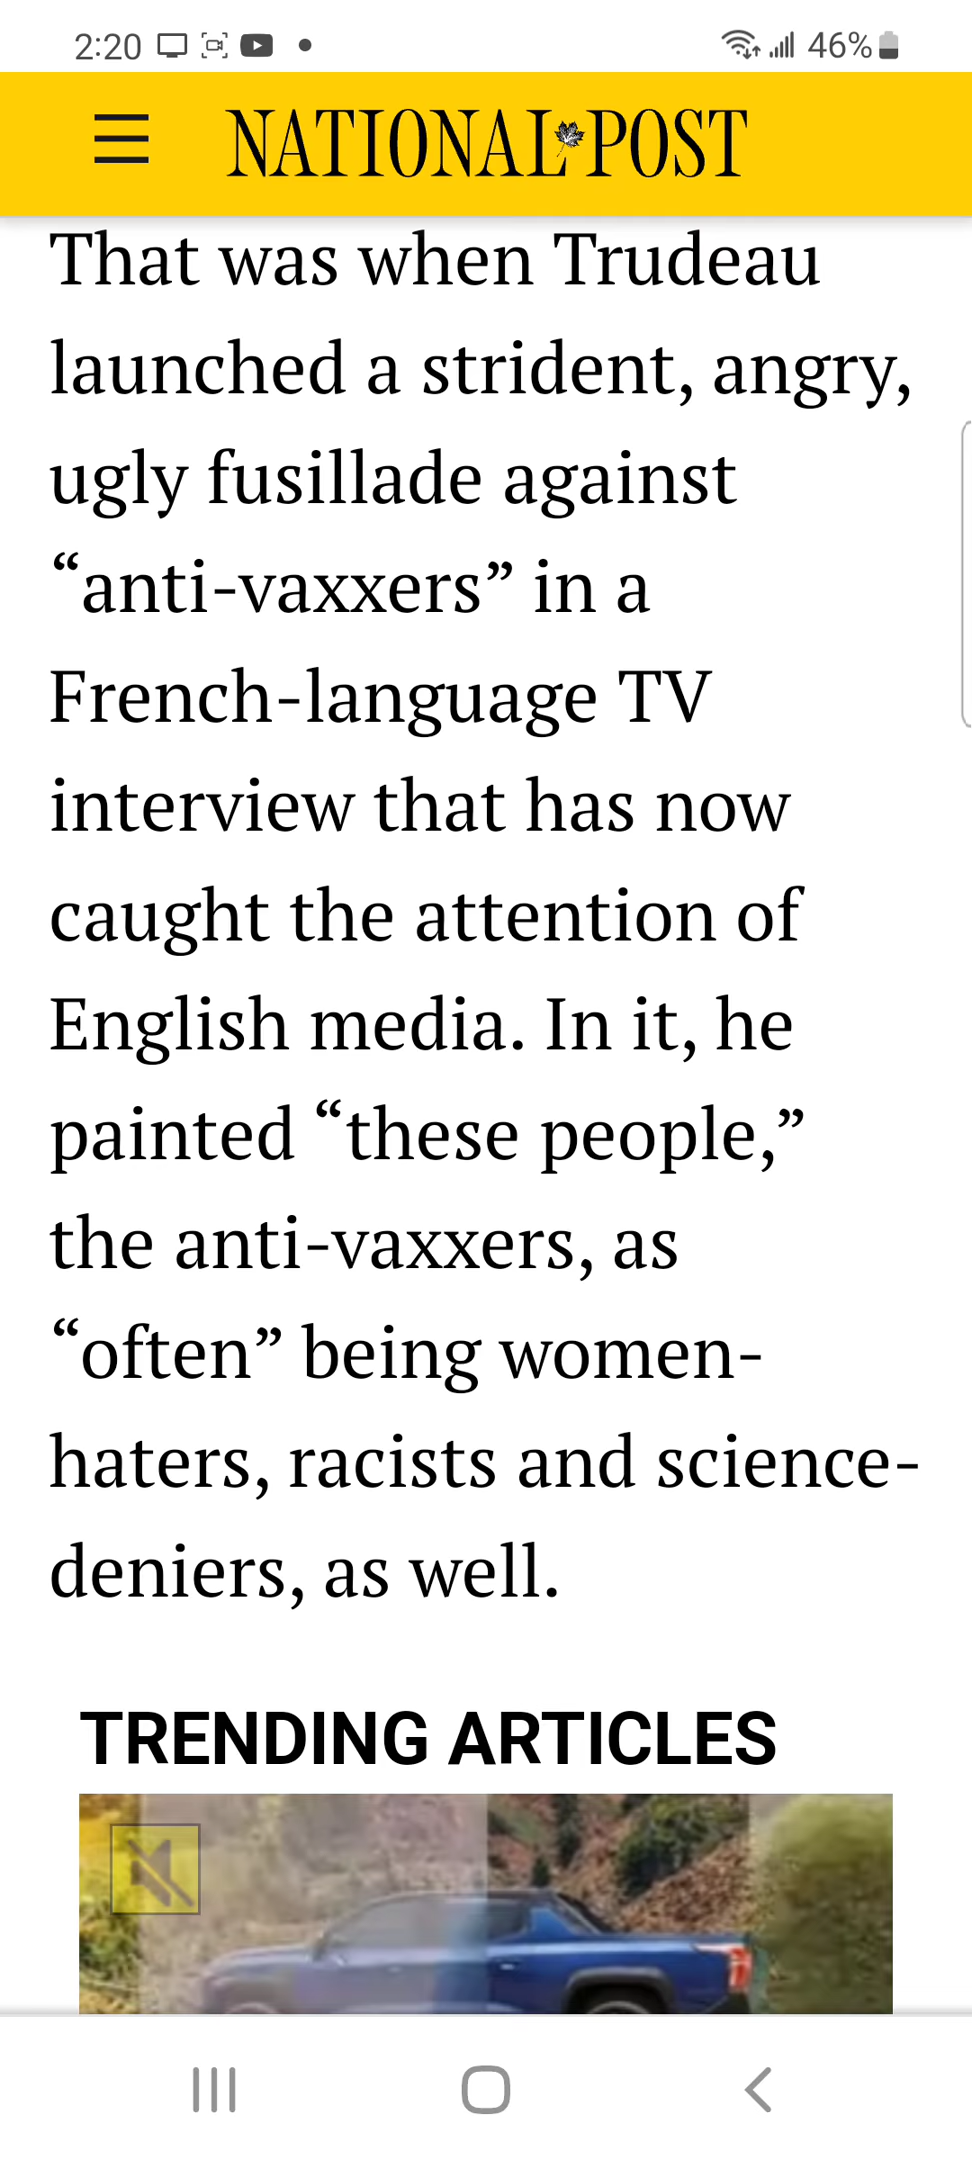 2:20
46%
NATIONAL POST
That was when Trudeau
launched a strident, angry,
ugly fusillade against
“anti-vaxxers” in a
French-language TV
interview that has now
caught the attention of
English media. In it, he
painted “these people,”
the anti-vaxxers, as
“often” being women-
haters, racists and science-
deniers, as well.
TRENDING ARTICLES